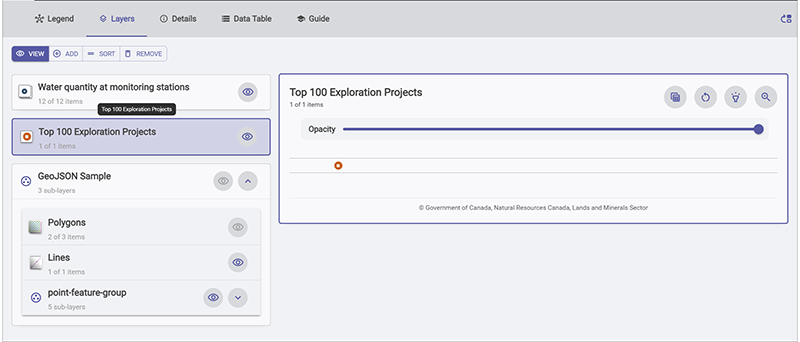 Legend
Layers
Details
Data Table
Guide
VIEW
ADD
SORT
REMOVE
Water quantity at monitoring stations
12 of 12 items
Top 100 Exploration Projects
Top 100 Exploration Projects
1 of 1 items
GeoJSON Sample
3 sub-layers
Polygons
2 of 3 items
Lines
1 of 1 items
point-feature-group
5 sub-layers
Top 100 Exploration Projects
1 of 1 items
Opacity
© Government of Canada, Natural Resources Canada, Lands and Minerals Sector